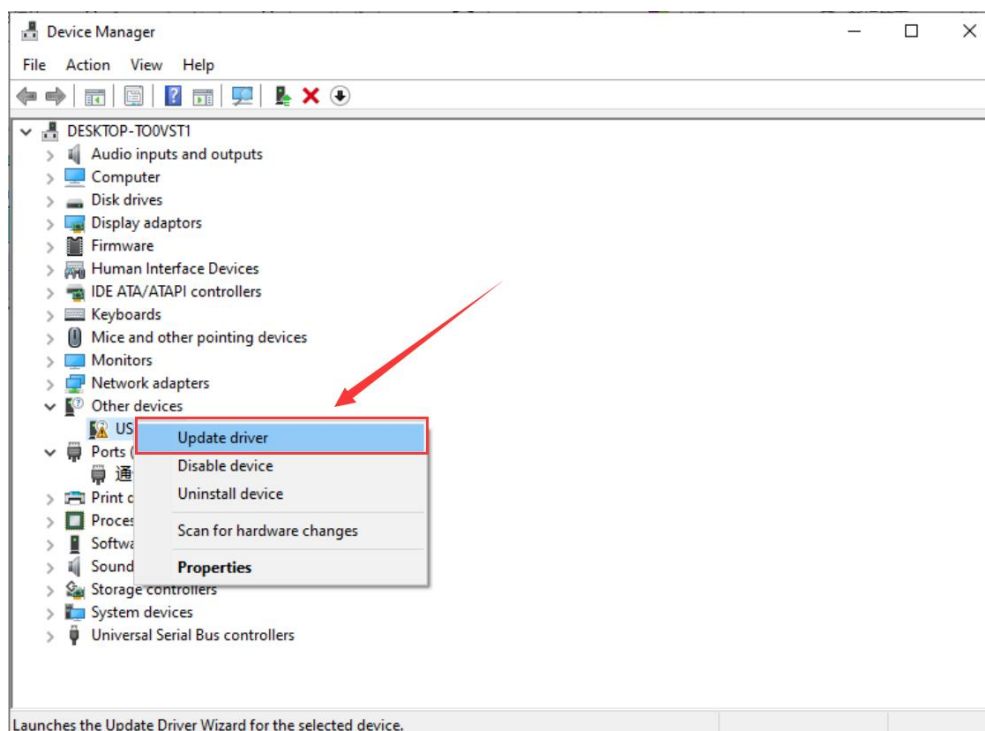 Device Manager
File Action View Help
DESKTOP-TO0VST1
Audio inputs and outputs
Computer
Disk drives
Display adaptors
Firmware
Human Interface Devices
IDE ATA/ATAPI controllers
Keyboards
Mice and other pointing devices
Monitors
Network adapters
Other devices
US
Update driver
Ports (
Disable device
通
Uninstall device
Print
Scan for hardware changes
Properties
Sound
Storage controllers
System devices
Universal Serial Bus controllers
Launches the Update Driver Wizard for the selected device.